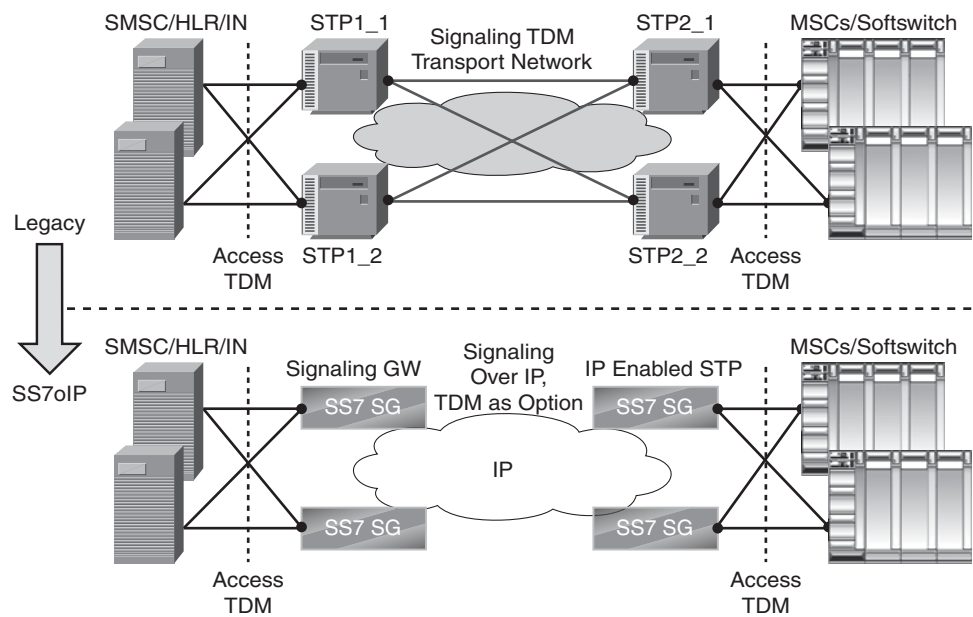 SMSC/HLR/IN
STP1_1
Signaling TDM
Transport Network
STP2_1
MSCs/Softswitch
Legacy
Access
TDM
STP1_2
STP2_2
Access
TDM
SMSC/HLR/IN
Signaling GW
Signaling
Over IP,
TDM as Option
IP Enabled STP
MSCs/Softswitch
SS7oIP
SS7 SG
SS7 SG
IP
SS7 SG
SS7 SG
Access
TDM
Access
TDM